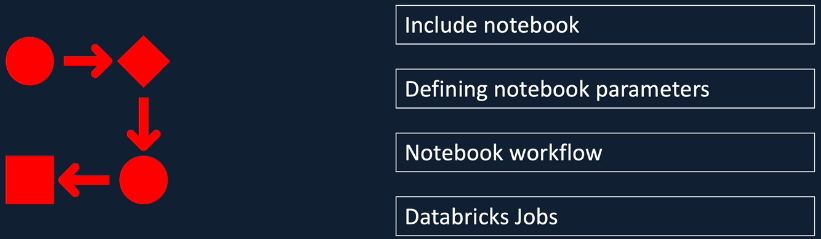 Include notebook
Defining notebook parameters
Notebook workflow
Databricks Jobs